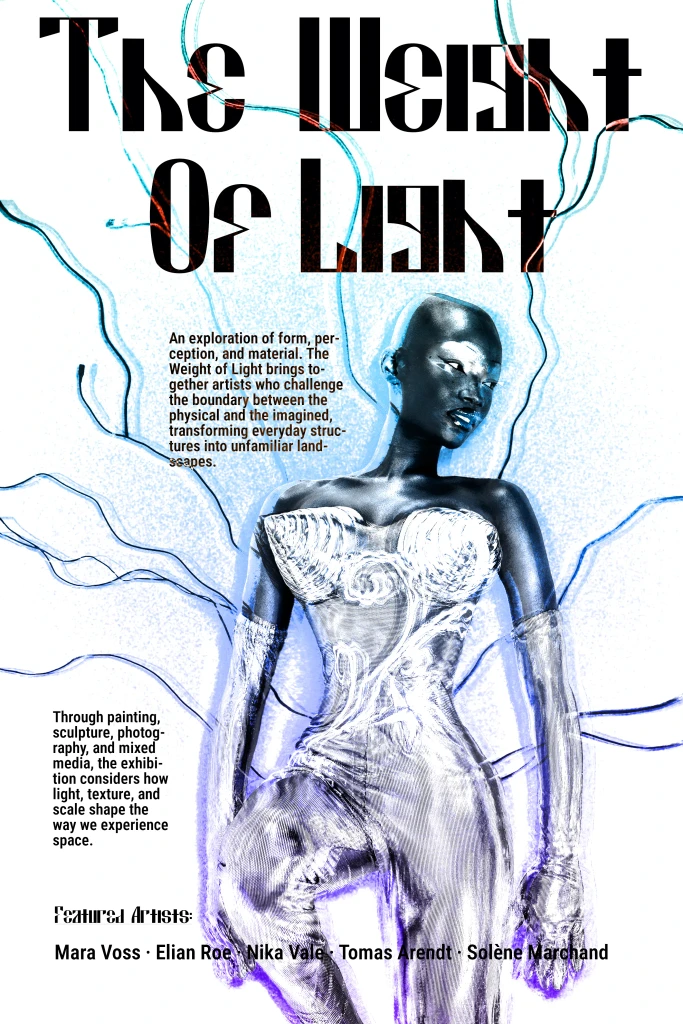 The Weight
Of Light
An exploration of form, per-
ception, and material. The
Weight of Light brings to-
gether artists who challenge
the boundary between the
physical and the imagined,
transforming everyday struc-
tures into unfamiliar land-
scapes.
Through painting,
sculpture, photog-
raphy, and mixed
media, the exhibi-
tion considers how
light, texture, and
scale shape the
way we experience
space.
Featured Artists:
Mara Voss · Elian Roe · Nika Vale · Tomas Arendt · Solène Marchand